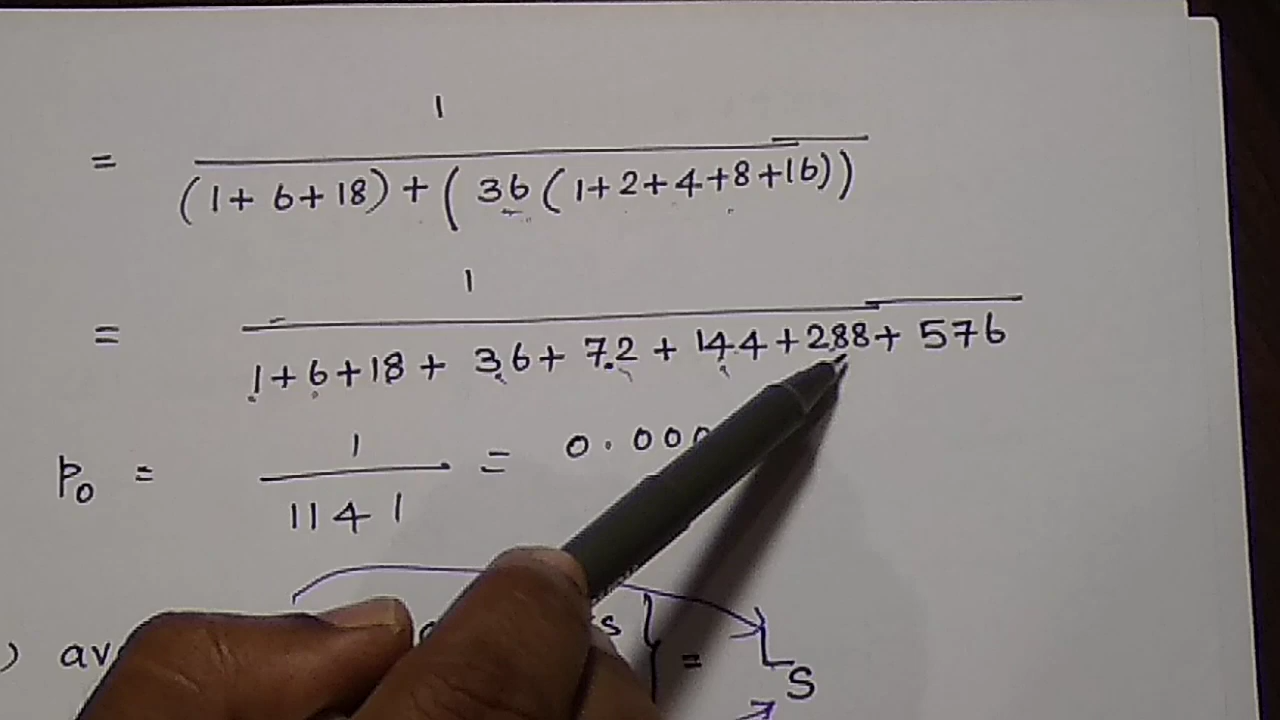 1
= (1+ 6+18) + ( 36 (1+2+4+8+16))
1
= 1+6+18+ 36+ 72 + 144 +288+ 576
P0 = 1 = 0.000
1141
) av s } = LS